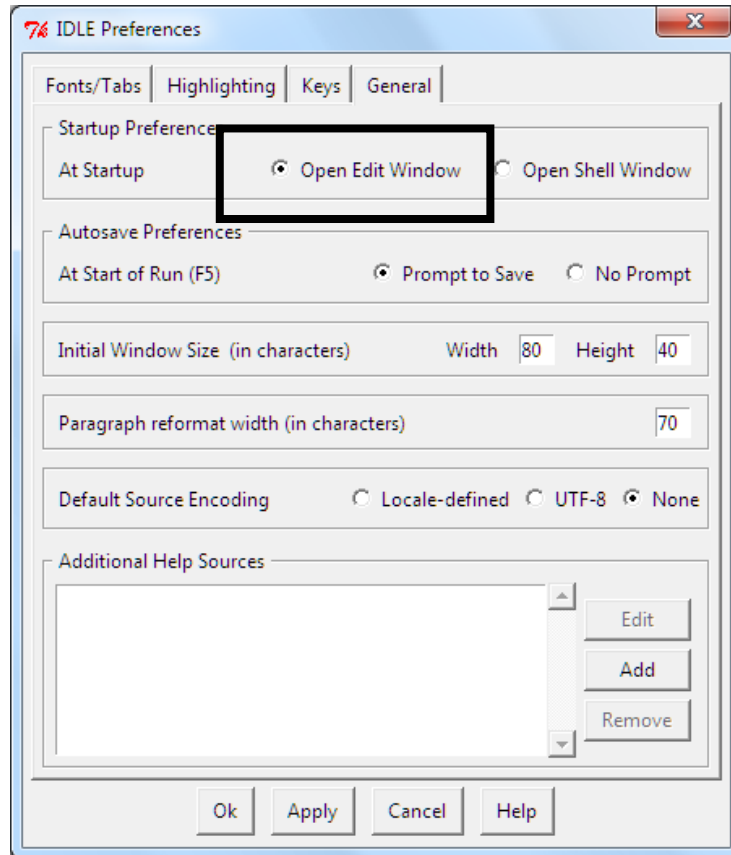 IDLE Preferences
Fonts/Tabs Highlighting Keys General
Startup Preference
At Startup Open Edit Window Open Shell Window
Autosave Preferences
At Start of Run (F5) Prompt to Save No Prompt
Initial Window Size (in characters) Width 80 Height 40
Paragraph reformat width (in characters) 70
Default Source Encoding Locale-defined UTF-8 None
Additional Help Sources
Edit
Add
Remove
Ok Apply Cancel Help